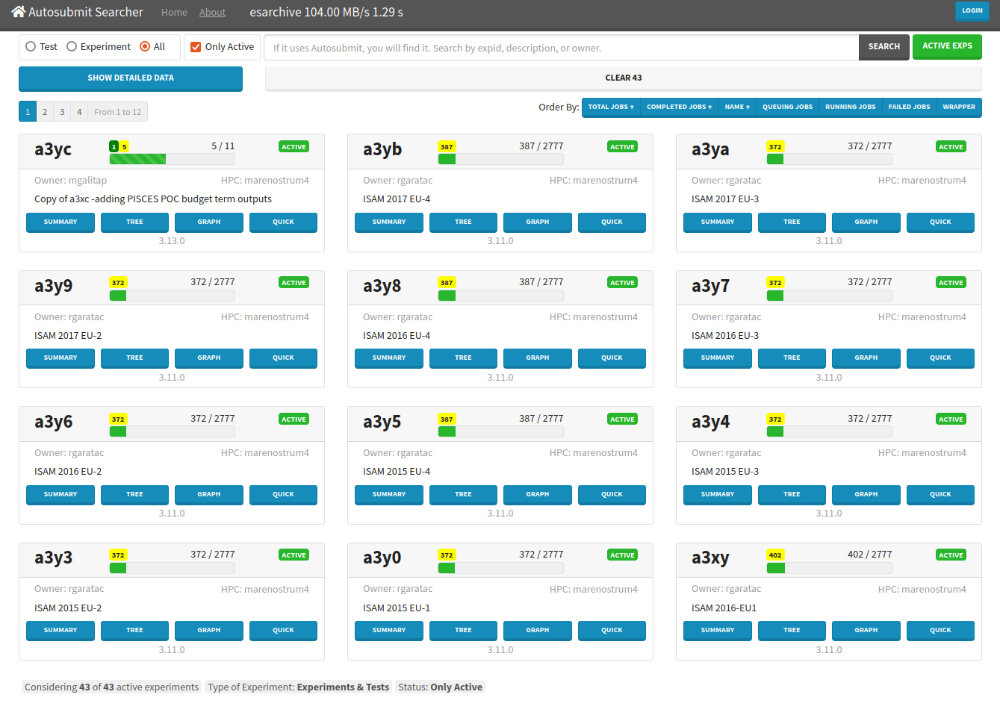 Autosubmit Searcher Home About esarchive 104.00 MB/s 1.29 s LOGIN
Test Experiment All Only Active If it uses Autosubmit, you will find it. Search by expid, description, or owner. SEARCH ACTIVE EXPS
SHOW DETAILED DATA CLEAR 43
1 2 3 4 From 1 to 12 Order By: TOTAL JOBS ↑ COMPLETED JOBS ↑ NAME ↑ QUEUING JOBS RUNNING JOBS FAILED JOBS WRAPPER
a3yc 1 5 5 / 11 ACTIVE
Owner: mgalitap HPC: marenostrum4
Copy of a3xc -adding PISCES POC budget term outputs
SUMMARY TREE GRAPH QUICK
3.13.0
a3yb 387 387 / 2777 ACTIVE
Owner: rgaratac HPC: marenostrum4
ISAM 2017 EU-4
SUMMARY TREE GRAPH QUICK
3.11.0
a3ya 372 372 / 2777 ACTIVE
Owner: rgaratac HPC: marenostrum4
ISAM 2017 EU-3
SUMMARY TREE GRAPH QUICK
3.11.0
a3y9 372 372 / 2777 ACTIVE
Owner: rgaratac HPC: marenostrum4
ISAM 2017 EU-2
SUMMARY TREE GRAPH QUICK
3.11.0
a3y8 387 387 / 2777 ACTIVE
Owner: rgaratac HPC: marenostrum4
ISAM 2016 EU-4
SUMMARY TREE GRAPH QUICK
3.11.0
a3y7 372 372 / 2777 ACTIVE
Owner: rgaratac HPC: marenostrum4
ISAM 2016 EU-3
SUMMARY TREE GRAPH QUICK
3.11.0
a3y6 372 372 / 2777 ACTIVE
Owner: rgaratac HPC: marenostrum4
ISAM 2016 EU-2
SUMMARY TREE GRAPH QUICK
3.11.0
a3y5 387 387 / 2777 ACTIVE
Owner: rgaratac HPC: marenostrum4
ISAM 2015 EU-4
SUMMARY TREE GRAPH QUICK
3.11.0
a3y4 372 372 / 2777 ACTIVE
Owner: rgaratac HPC: marenostrum4
ISAM 2015 EU-3
SUMMARY TREE GRAPH QUICK
3.11.0
a3y3 372 372 / 2777 ACTIVE
Owner: rgaratac HPC: marenostrum4
ISAM 2015 EU-2
SUMMARY TREE GRAPH QUICK
3.11.0
a3y0 372 372 / 2777 ACTIVE
Owner: rgaratac HPC: marenostrum4
ISAM 2015 EU-1
SUMMARY TREE GRAPH QUICK
3.11.0
a3xy 402 402 / 2777 ACTIVE
Owner: rgaratac HPC: marenostrum4
ISAM 2016-EU1
SUMMARY TREE GRAPH QUICK
3.11.0
Considering 43 of 43 active experiments Type of Experiment: Experiments & Tests Status: Only Active